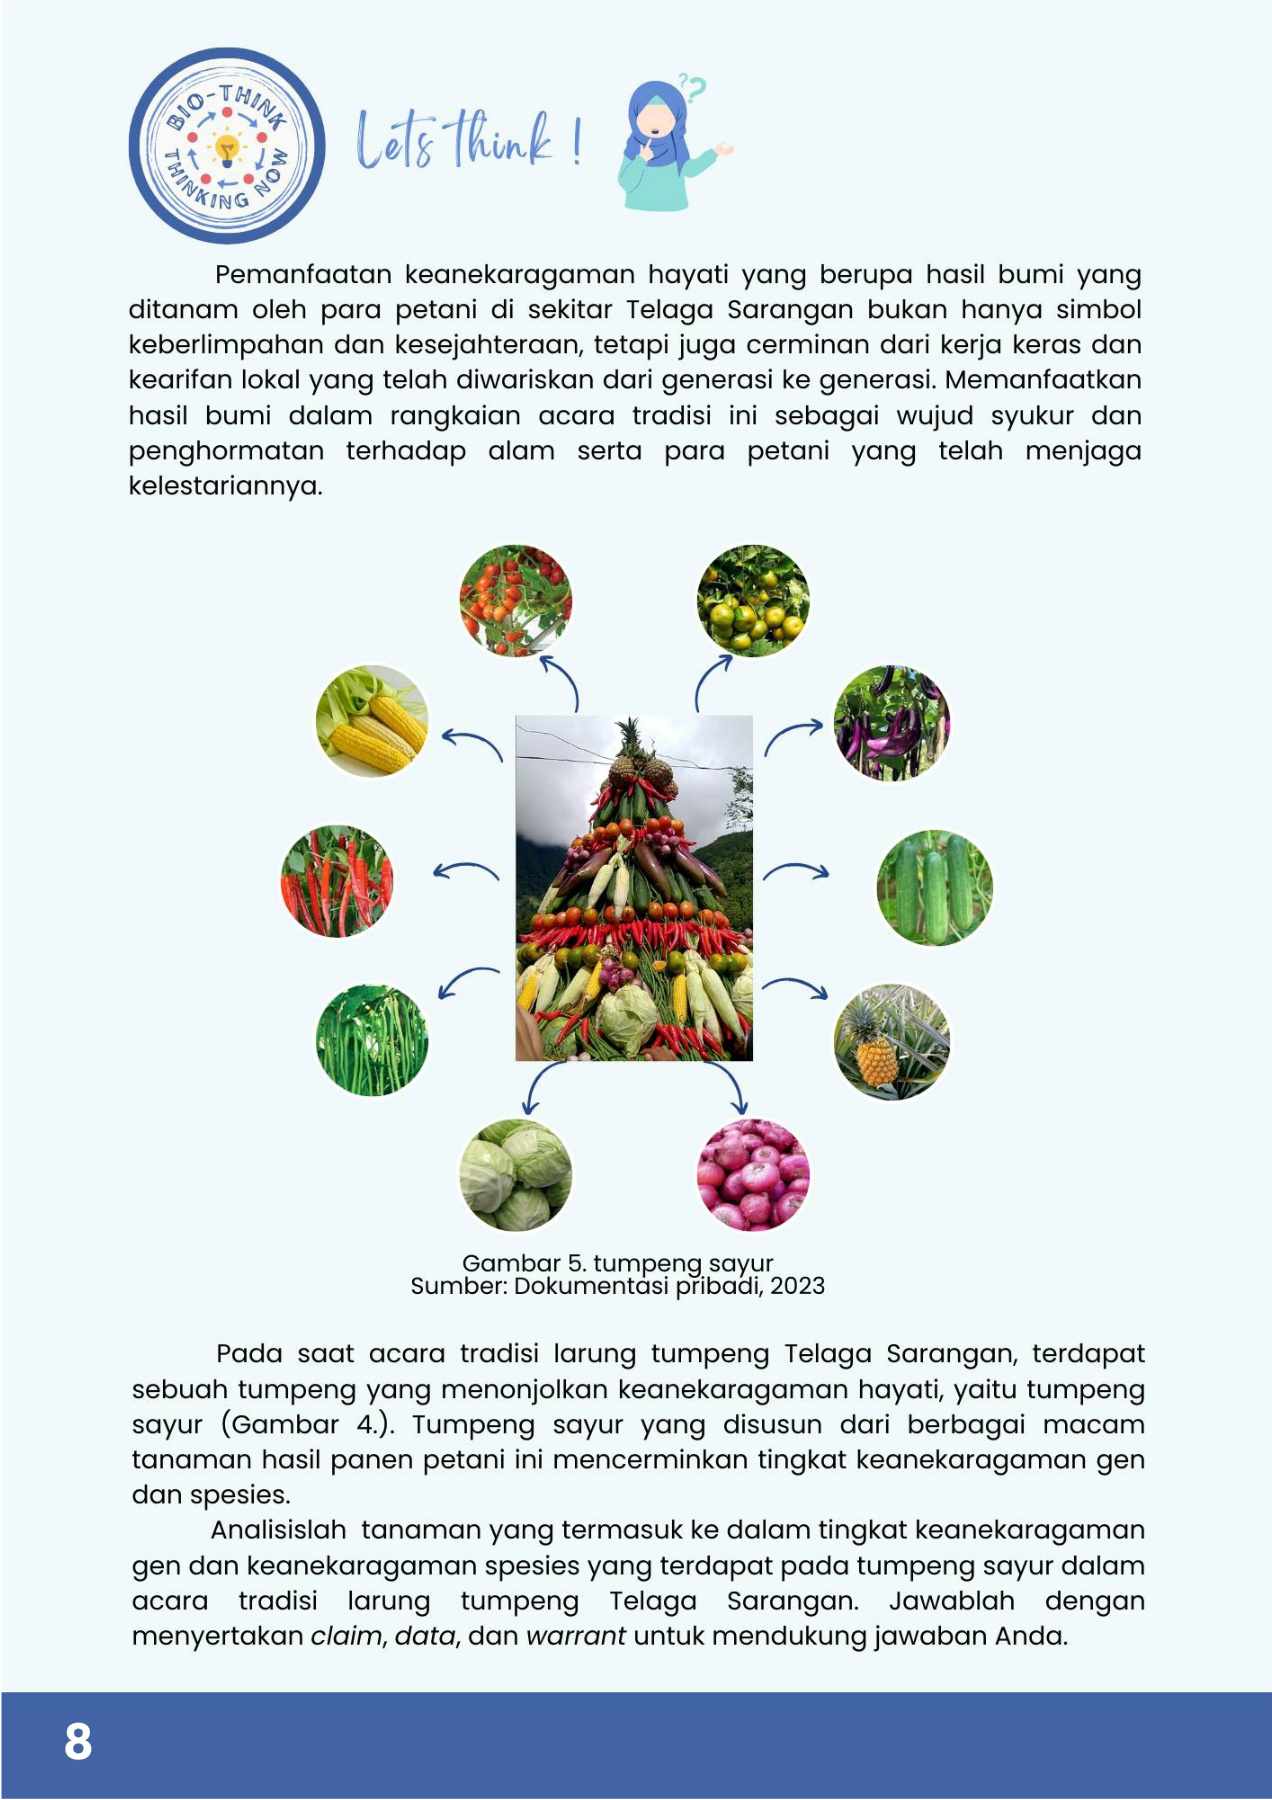 BIO-THINK
THINKING NOW
Lets think !
??
Pemanfaatan keanekaragaman hayati yang berupa hasil bumi yang
ditanam oleh para petani di sekitar Telaga Sarangan bukan hanya simbol
keberlimpahan dan kesejahteraan, tetapi juga cerminan dari kerja keras dan
kearifan lokal yang telah diwariskan dari generasi ke generasi. Memanfaatkan
hasil bumi dalam rangkaian acara tradisi ini sebagai wujud syukur dan
penghormatan terhadap alam serta para petani yang telah menjaga
kelestariannya.
Gambar 5. tumpeng sayur
Sumber: Dokumentasi pribadi, 2023
Pada saat acara tradisi larung tumpeng Telaga Sarangan, terdapat
sebuah tumpeng yang menonjolkan keanekaragaman hayati, yaitu tumpeng
sayur (Gambar 4.). Tumpeng sayur yang disusun dari berbagai macam
tanaman hasil panen petani ini mencerminkan tingkat keanekaragaman gen
dan spesies.
Analisislah tanaman yang termasuk ke dalam tingkat keanekaragaman
gen dan keanekaragaman spesies yang terdapat pada tumpeng sayur dalam
acara tradisi larung tumpeng Telaga Sarangan. Jawablah dengan
menyertakan claim, data, dan warrant untuk mendukung jawaban Anda.
8